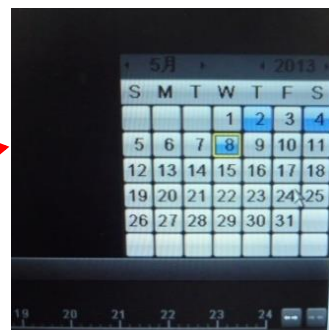 5月 2013
S M T W T F S
1 2 3 4
5 6 7 8 9 10 11
12 13 14 15 16 17 18
19 20 21 22 23 24 25
26 27 28 29 30 31
19 20 21 22 23 24